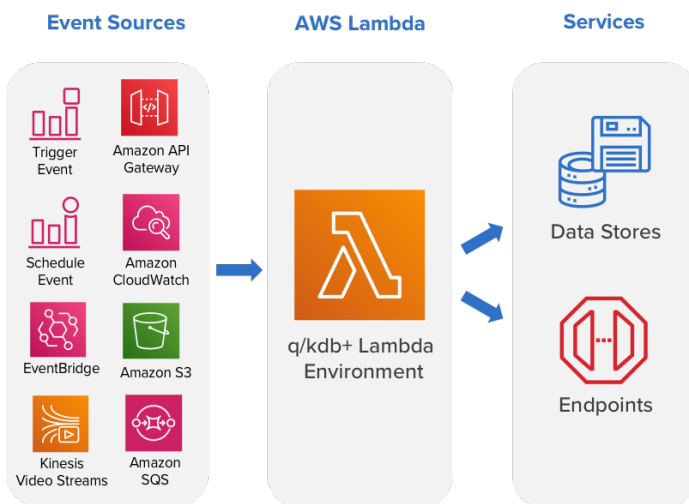 Event Sources
AWS Lambda
Services
Trigger
Event
Amazon API
Gateway
Schedule
Event
Amazon
CloudWatch
EventBridge
Amazon S3
Kinesis
Video Streams
Amazon
SQS
q/kdb+ Lambda
Environment
Data Stores
Endpoints